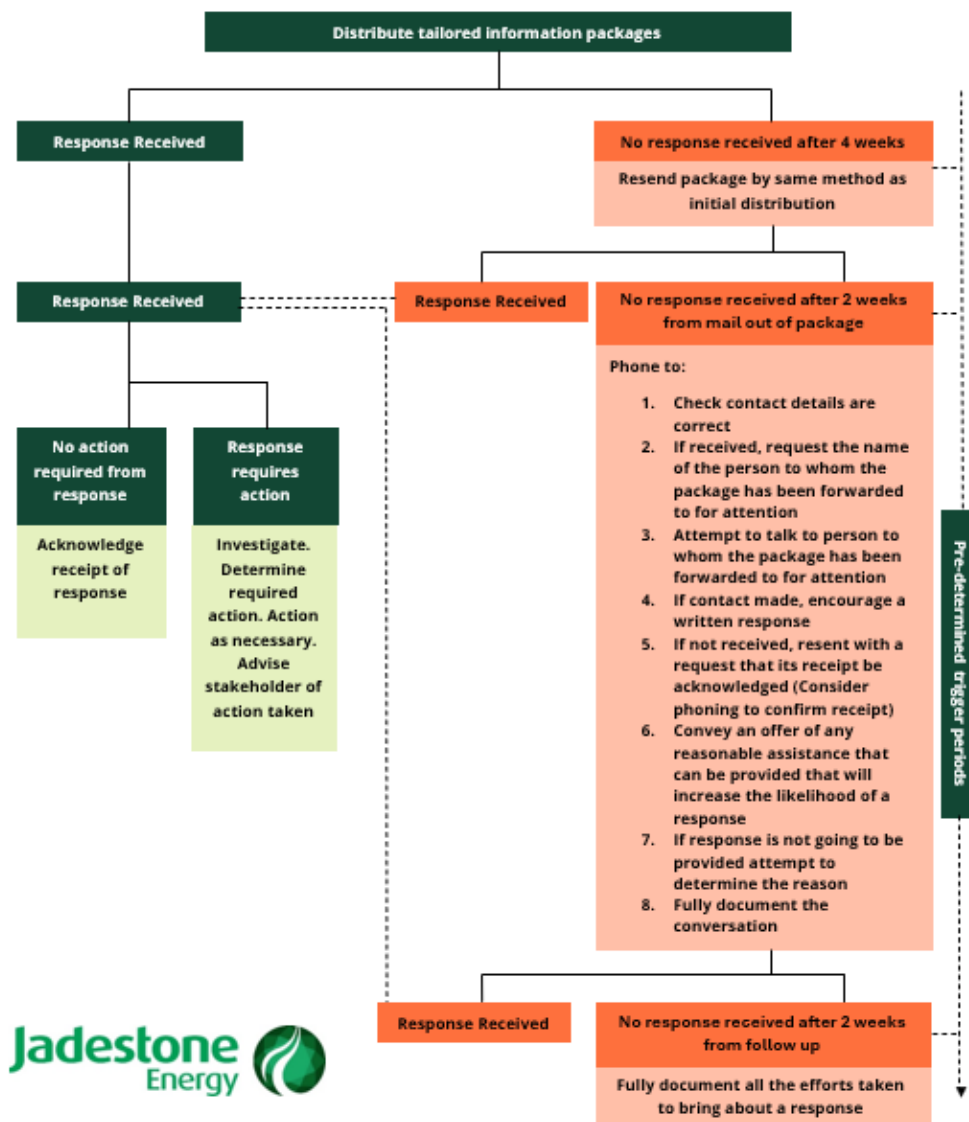 Distribute tailored information packages
Response Received
No response received after 4 weeks
Resend package by same method as
initial distribution
Response Received
Response Received
No response received after 2 weeks
from mail out of package
Phone to:
1. Check contact details are
correct
2. If received, request the name
of the person to whom the
package has been forwarded
to for attention
3. Attempt to talk to person to
whom the package has been
forwarded to for attention
4. If contact made, encourage a
written response
5. If not received, resent with a
request that its receipt be
acknowledged (Consider
phoning to confirm receipt)
6. Convey an offer of any
reasonable assistance that
can be provided that will
increase the likelihood of a
response
7. If response is not going to be
provided attempt to
determine the reason
8. Fully document the
conversation
No action
required from
response
Acknowledge
receipt of
response
Response
requires
action
Investigate.
Determine
required
action. Action
as necessary.
Advise
stakeholder of
action taken
Pre-determined trigger periods
Response Received
No response received after 2 weeks
from follow up
Fully document all the efforts taken
to bring about a response
Jadestone
Energy